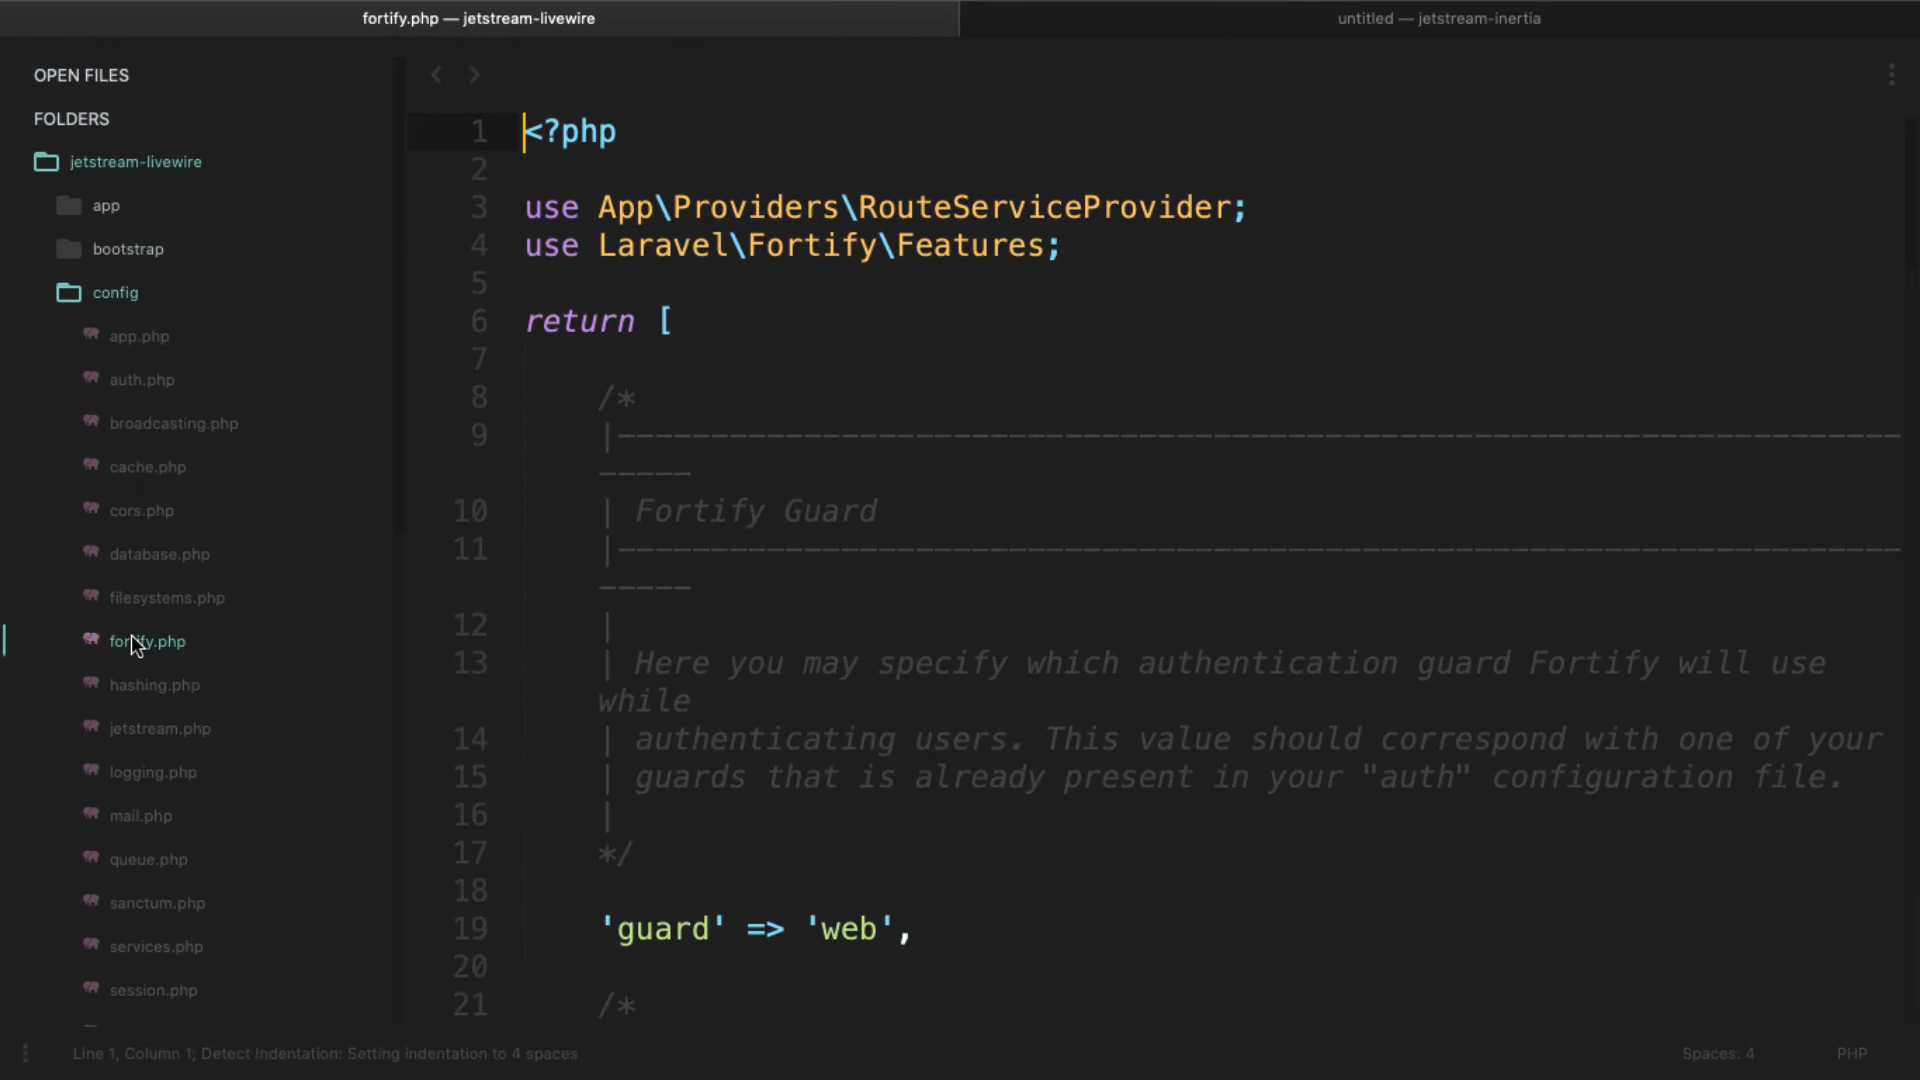 fortify.php — jetstream-livewire
untitled — jetstream-inertia
OPEN FILES
FOLDERS
jetstream-livewire
app
bootstrap
config
app.php
auth.php
broadcasting.php
cache.php
cors.php
database.php
filesystems.php
fortify.php
hashing.php
jetstream.php
logging.php
mail.php
queue.php
sanctum.php
services.php
session.php
1 <?php
2
3 use App\Providers\RouteServiceProvider;
4 use Laravel\Fortify\Features;
5
6 return [
7
8 /*
9 |---------------------------------------------------------------------
-----
10 | Fortify Guard
11 |---------------------------------------------------------------------
-----
12 |
13 | Here you may specify which authentication guard Fortify will use
while
14 | authenticating users. This value should correspond with one of your
15 | guards that is already present in your "auth" configuration file.
16 |
17 */
18
19 'guard' => 'web',
20
21 /*
Line 1, Column 1; Detect Indentation: Setting indentation to 4 spaces
Spaces: 4
PHP